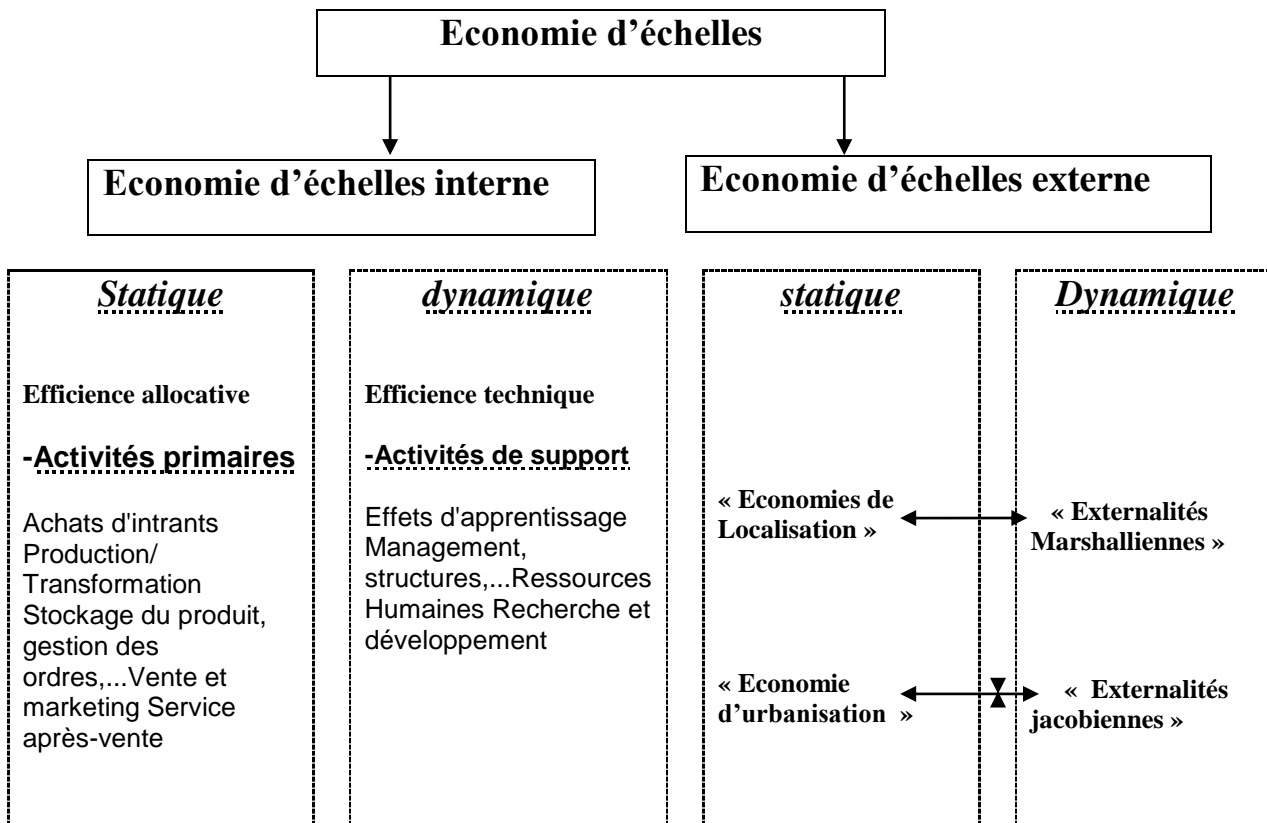 Economie d'échelles
Economie d'échelles interne
Economie d'échelles externe
Statique
Efficience allocative
-Activités primaires
Achats d'intrants
Production/
Transformation
Stockage du produit,
gestion des
ordres,...Vente et
marketing Service
après-vente
dynamique
Efficience technique
-Activités de support
Effets d'apprentissage
Management,
structures,...Ressources
Humaines Recherche et
développement
statique
« Economies de
Localisation »
« Economie
d'urbanisation »
Dynamique
« Externalités
Marshalliennes »
« Externalités
jacobiennes »